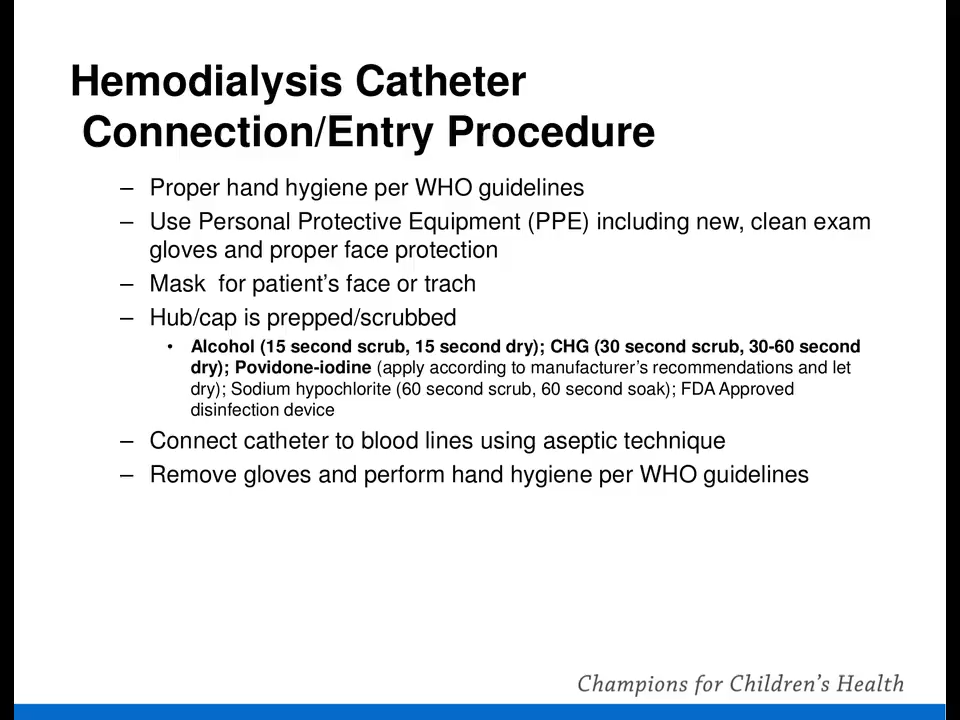 Hemodialysis Catheter
Connection/Entry Procedure
– Proper hand hygiene per WHO guidelines
– Use Personal Protective Equipment (PPE) including new, clean exam
gloves and proper face protection
– Mask for patient’s face or trach
– Hub/cap is prepped/scrubbed
• Alcohol (15 second scrub, 15 second dry); CHG (30 second scrub, 30-60 second
dry); Povidone-iodine (apply according to manufacturer’s recommendations and let
dry); Sodium hypochlorite (60 second scrub, 60 second soak); FDA Approved
disinfection device
– Connect catheter to blood lines using aseptic technique
– Remove gloves and perform hand hygiene per WHO guidelines
Champions for Children’s Health